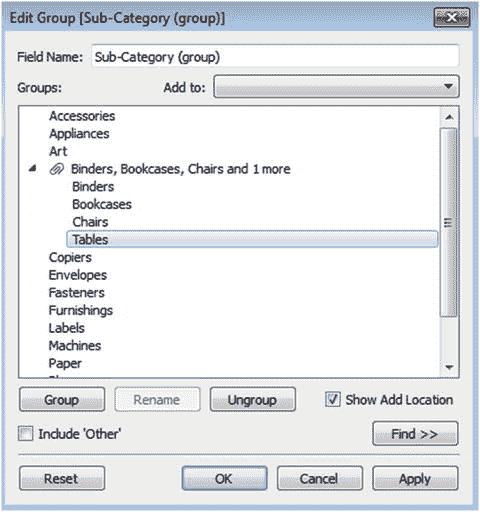 Edit Group [Sub-Category (group)]
Field Name: Sub-Category (group)
Groups: Add to:
Accessories
Appliances
Art
Binders, Bookcases, Chairs and 1 more
Binders
Bookcases
Chairs
Tables
Copiers
Envelopes
Fasteners
Furnishings
Labels
Machines
Paper
Group Rename Ungroup Show Add Location
Include 'Other' Find >>
Reset OK Cancel Apply